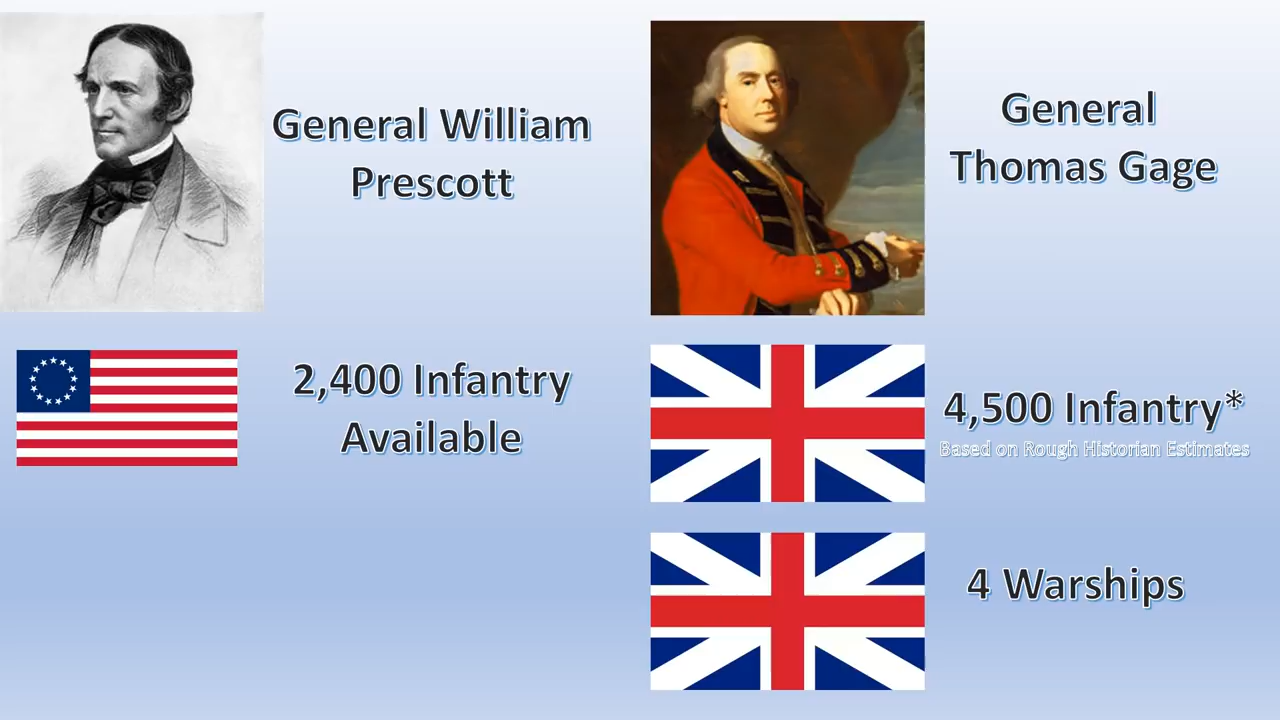 General William
Prescott
General
Thomas Gage
2,400 Infantry
Available
4,500 Infantry*
Based on Rough Historian Estimates
4 Warships